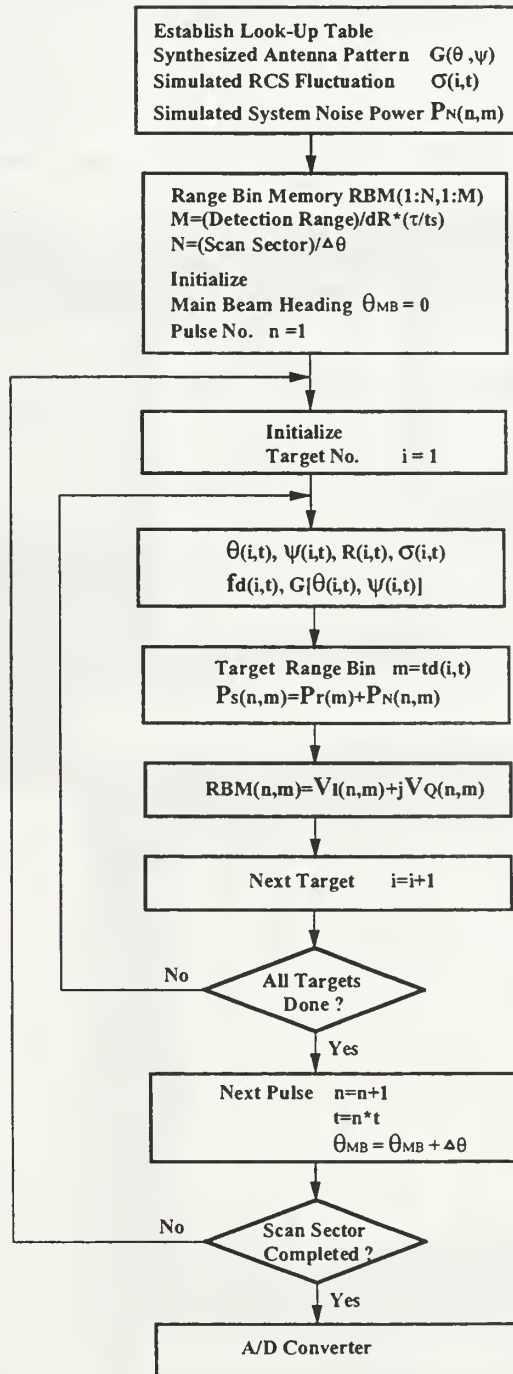 Establish Look-Up Table
Synthesized Antenna Pattern G(θ,ψ)
Simulated RCS Fluctuation σ(i,t)
Simulated System Noise Power PN(n,m)
Range Bin Memory RBM(1:N,1:M)
M=(Detection Range)/dR*(τ/ts)
N=(Scan Sector)/Δθ
Initialize
Main Beam Heading θMB = 0
Pulse No. n =1
Initialize
Target No. i = 1
θ(i,t), ψ(i,t), R(i,t), σ(i,t)
fd(i,t), G[θ(i,t), ψ(i,t)]
Target Range Bin m=td(i,t)
PS(n,m)=Pr(m)+PN(n,m)
RBM(n,m)=VI(n,m)+jVQ(n,m)
Next Target i=i+1
No
All Targets
Done ?
Yes
Next Pulse n=n+1
t=n*t
θMB = θMB + Δθ
No
Scan Sector
Completed ?
Yes
A/D Converter